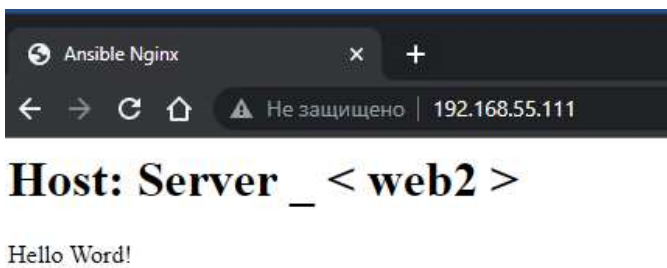 Ansible Nginx
Не защищено | 192.168.55.111
Host: Server _ < web2 >
Hello Word!